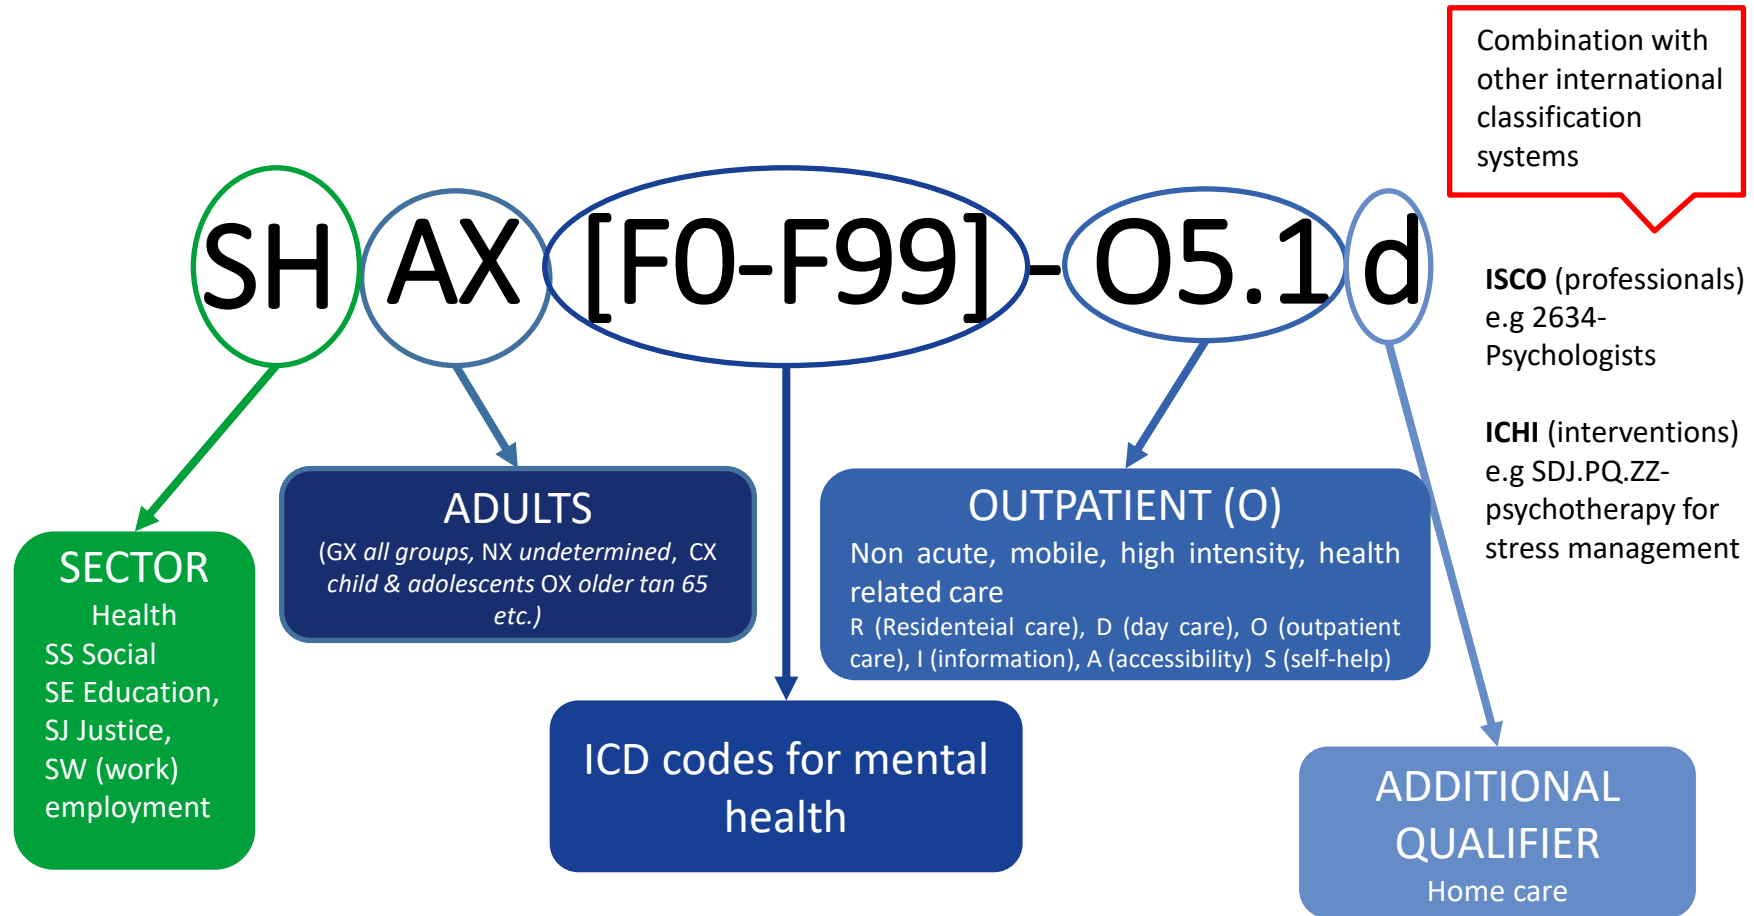 Combination with
other international
classification
systems
SH AX [F0-F99] - O5.1 d
ISCO (professionals)
e.g 2634-
Psychologists
ICHI (interventions)
e.g SDJ.PQ.ZZ-
psychotherapy for
stress management
SECTOR
Health
SS Social
SE Education,
SJ Justice,
SW (work)
employment
ADULTS
(GX all groups, NX undetermined, CX
child & adolescents OX older tan 65
etc.)
ICD codes for mental
health
OUTPATIENT (O)
Non acute, mobile, high intensity, health
related care
R (Residenteial care), D (day care), O (outpatient
care), I (information), A (accessibility) S (self-help)
ADDITIONAL
QUALIFIER
Home care